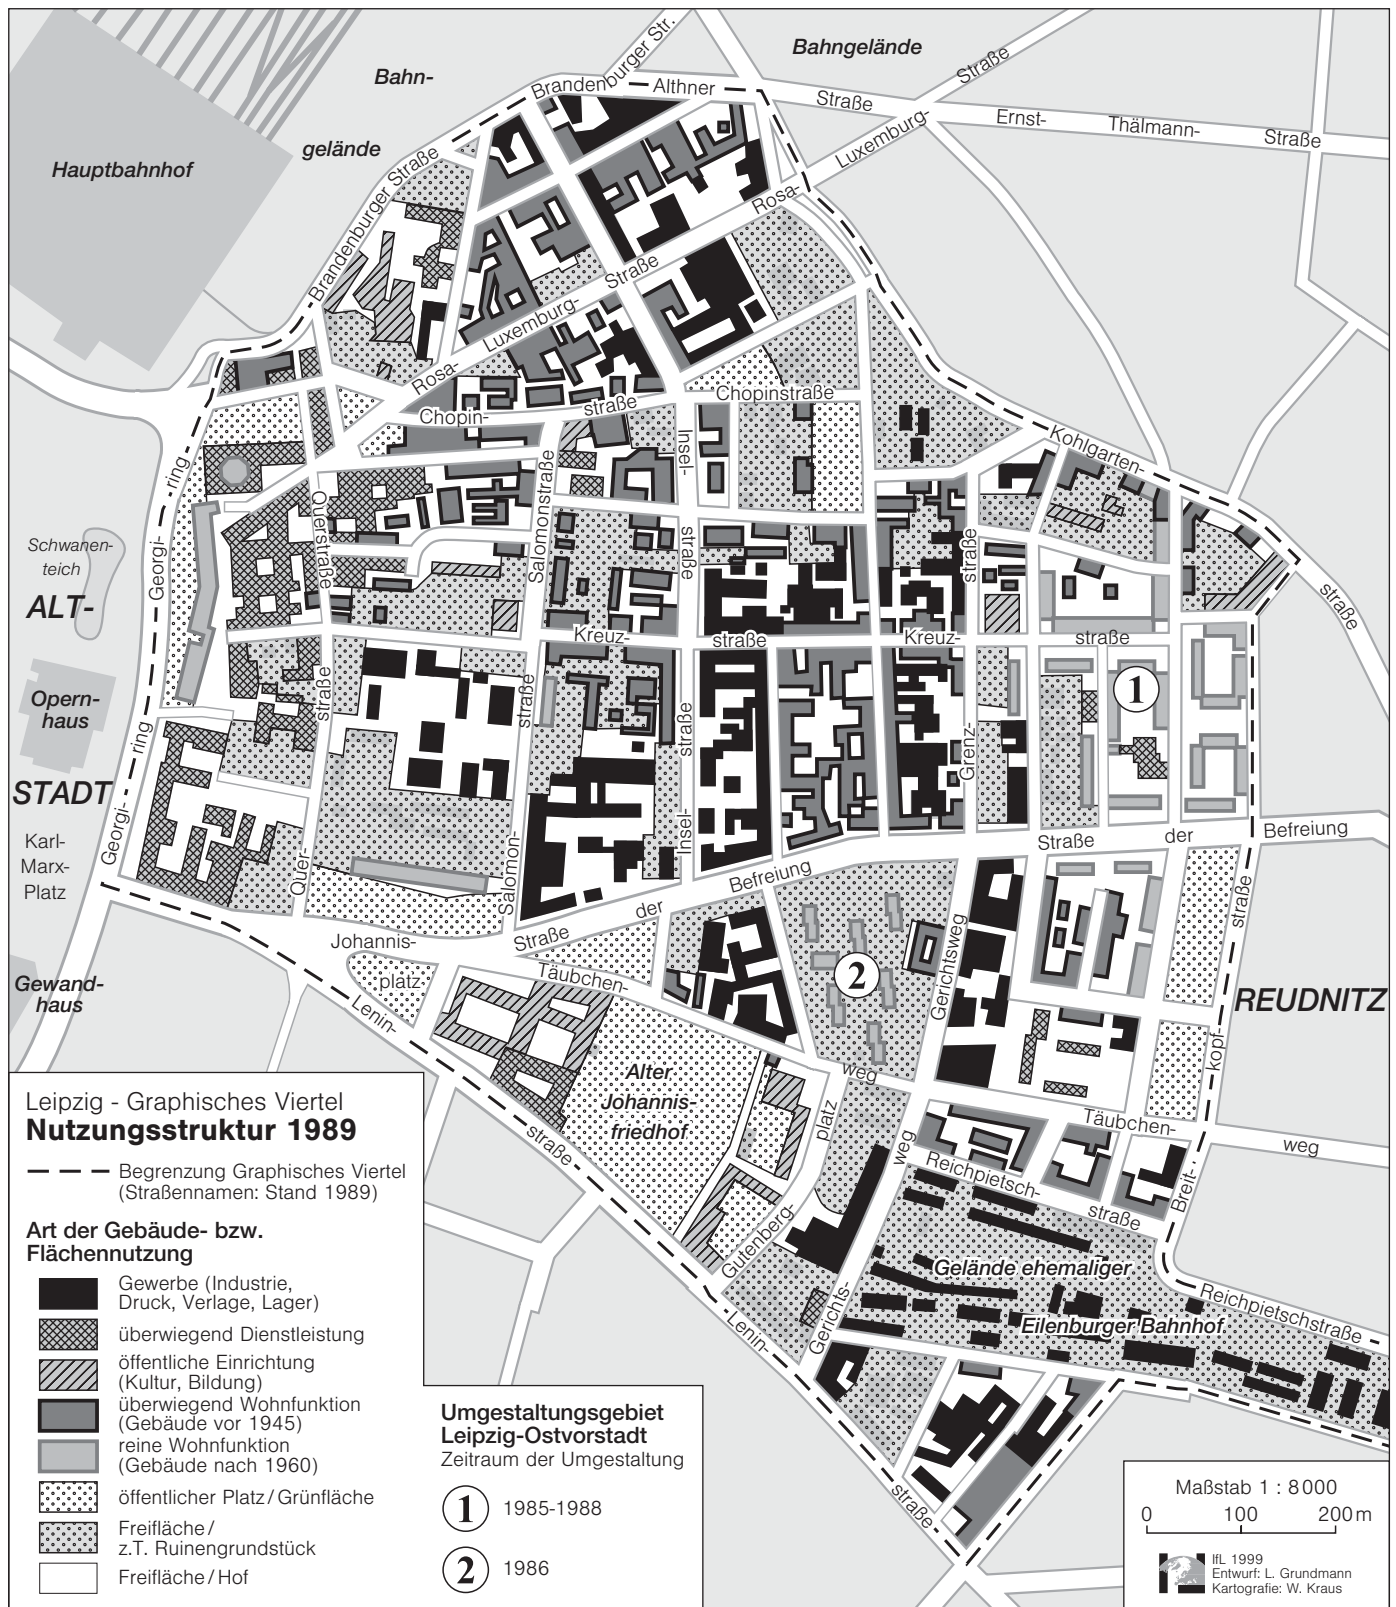 Bahngelände
Bahn-
gelände
Hauptbahnhof
Brandenburger Str.
Althner
Straße
Straße
Luxemburg-
Rosa-
Ernst-
Thälmann-
Straße
Brandenburger Straße
Straße
Luxemburg-
Rosa-
Chopin-
straße
Chopinstraße
Kohlgarten-
straße
Georgi-
ring
Schwanen-
teich
ALT-
STADT
Opern-
haus
Georgi-
ring
Karl-
Marx-
Platz
Gewand-
haus
Querstraße
Quer-
straße
Salomonstraße
Salomon-
straße
Insel-
straße
Insel-
straße
straße
Grenz-
Kreuz-
straße
Kreuz-
straße
1
Straße
der
Befreiung
Straße
der
Befreiung
Johannis-
platz
Täubchen-
weg
2
Gerichtsweg
REUDNITZ
straße
kopf-
Breit-
Lenin-
straße
Alter
Johannis-
friedhof
platz
Gutenberg-
weg
Gerichts-
Täubchen-
weg
Reichpietsch-
straße
Gelände ehemaliger
Eilenburger Bahnhof
Reichpietschstraße
Lenin-
straße
Leipzig - Graphisches Viertel
Nutzungsstruktur 1989
Begrenzung Graphisches Viertel
(Straßennamen: Stand 1989)
Art der Gebäude- bzw.
Flächennutzung
Gewerbe (Industrie,
Druck, Verlage, Lager)
überwiegend Dienstleistung
öffentliche Einrichtung
(Kultur, Bildung)
überwiegend Wohnfunktion
(Gebäude vor 1945)
reine Wohnfunktion
(Gebäude nach 1960)
öffentlicher Platz/Grünfläche
Freifläche/
z.T. Ruinengrundstück
Freifläche/Hof
Umgestaltungsgebiet
Leipzig-Ostvorstadt
Zeitraum der Umgestaltung
1 1985-1988
2 1986
Maßstab 1 : 8000
0 100 200m
IfL 1999
Entwurf: L. Grundmann
Kartografie: W. Kraus